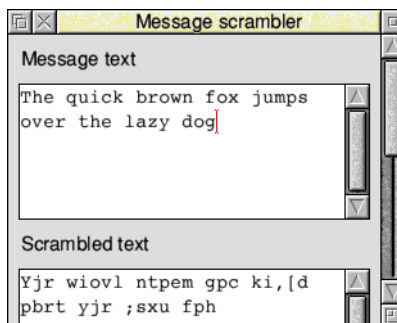 Message scrambler
Message text
The quick brown fox jumps
over the lazy dog
Scrambled text
Yjr wiovl ntpem gpc ki,[d
pbrt yjr ;sxu fph